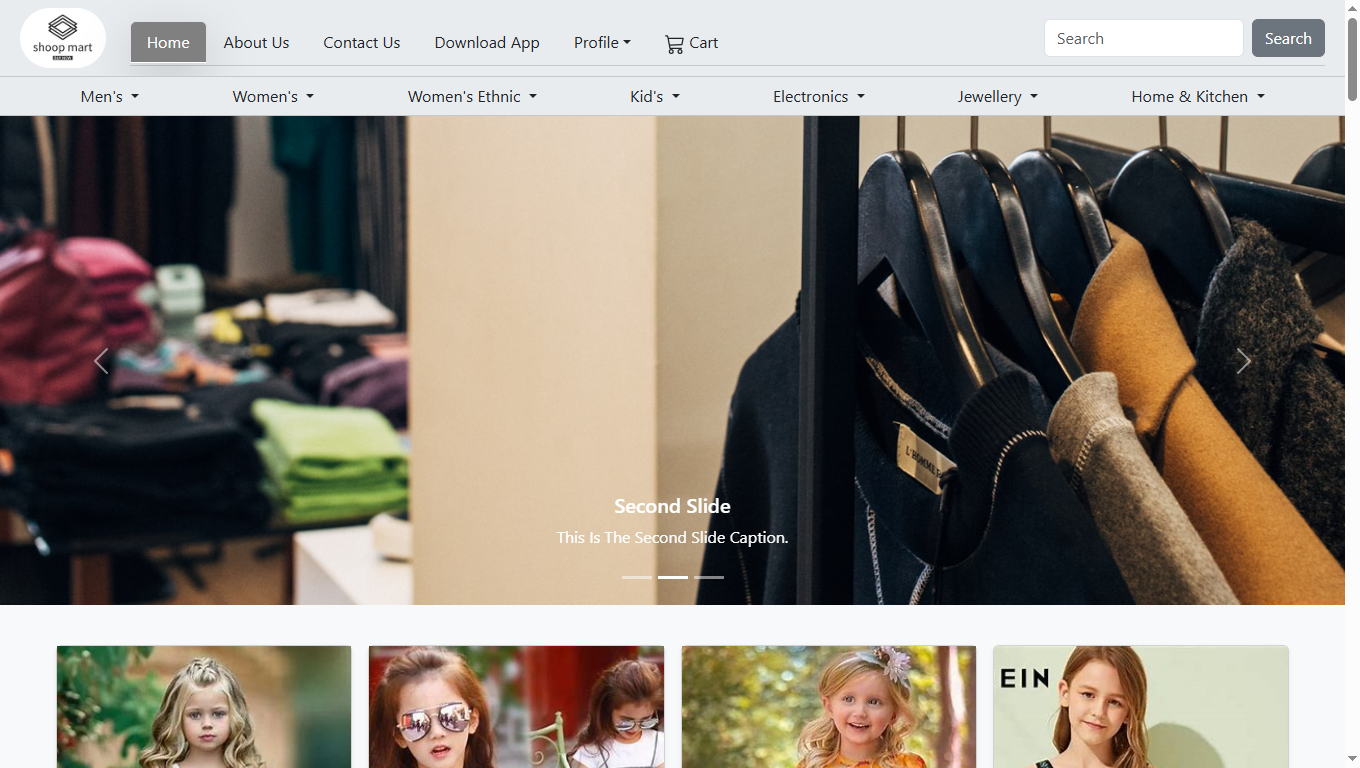 shoop mart
Home
About Us
Contact Us
Download App
Profile
Cart
Search
Search
Men's
Women's
Women's Ethnic
Kid's
Electronics
Jewellery
Home & Kitchen
Second Slide
This Is The Second Slide Caption.
EIN